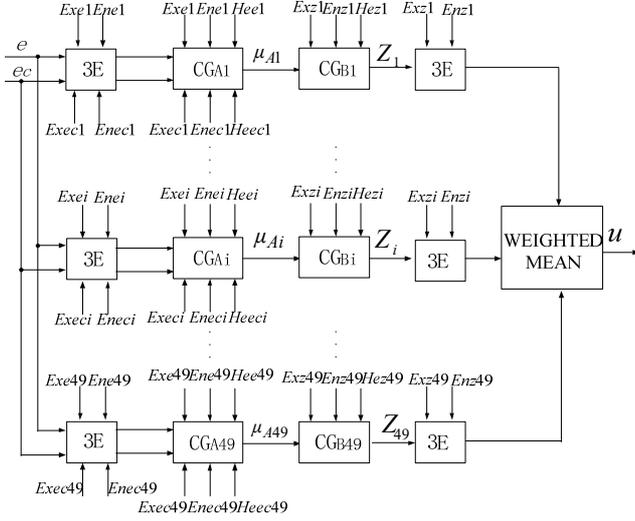 Exe1 Ene1 Exe1 Ene1 Hee1 Exz1 Enz1 Hez1 Exz1 Enz1
e
ec
3E CGA1 μA1 CGB1 Z1 3E
Exec1 Enec1 Exec1 Enec1 Heec1
Exei Enei Exei Enei Heei Exzi Enzi Hezi Exzi Enzi
3E CGAi μAi CGBi Zi 3E WEIGHTED MEAN u
Execi Eneci Execi Eneci Heeci
Exe49 Ene49 Exe49 Ene49 Hee49 Exz49 Enz49 Hez49 Exz49 Enz49
3E CGA49 μA49 CGB49 Z49 3E
Exec49 Enec49 Exec49 Enec49 Heec49